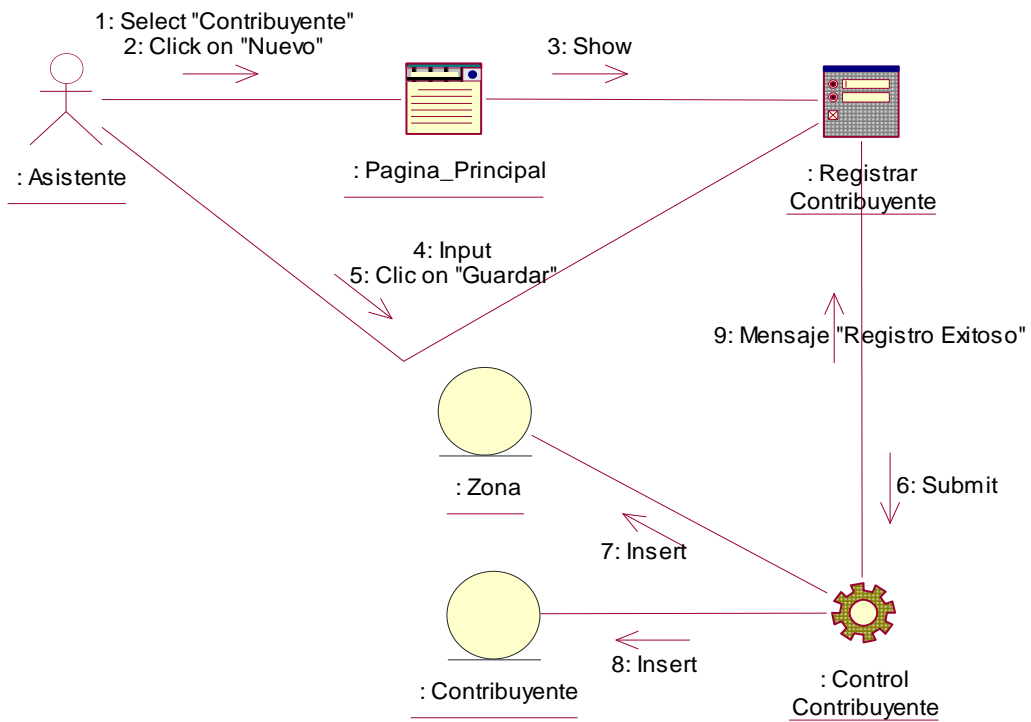 1: Select "Contribuyente"
2: Click on "Nuevo"
3: Show
: Asistente
: Pagina_Principal
: Registrar
Contribuyente
4: Input
5: Clic on "Guardar"
9: Mensaje "Registro Exitoso"
: Zona
6: Submit
7: Insert
8: Insert
: Contribuyente
: Control
Contribuyente